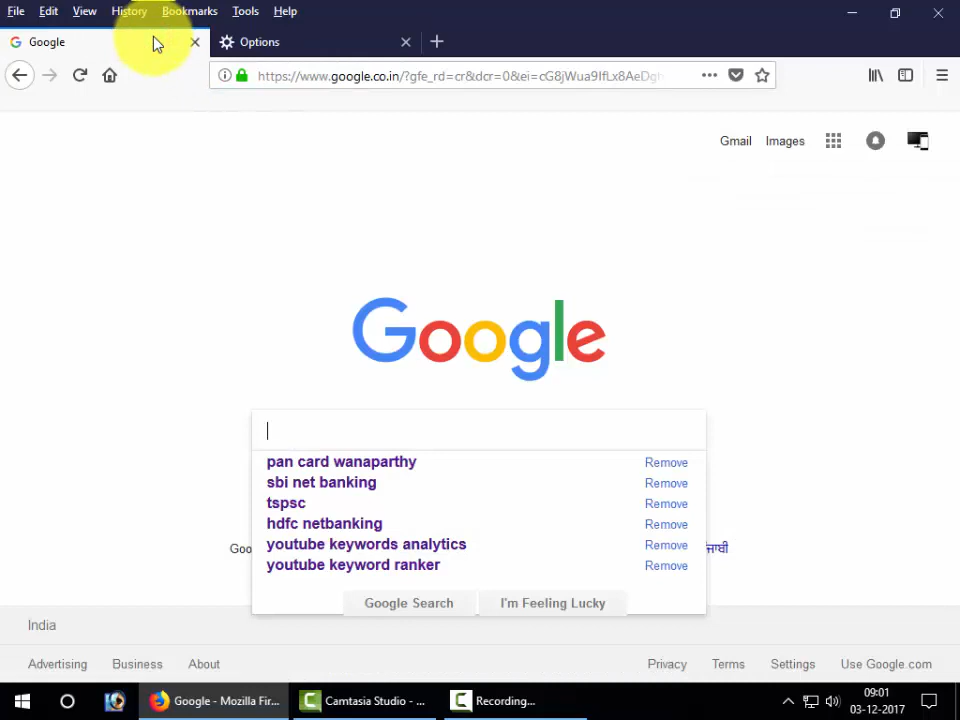 File Edit View History Bookmarks Tools Help
Google
Options
https://www.google.co.in/?gfe_rd=cr&dcr=0&ei=cG8jWua9IfLx8AeDgh
Gmail Images
Google
pan card wanaparthy Remove
sbi net banking Remove
tspsc Remove
hdfc netbanking Remove
youtube keywords analytics Remove
youtube keyword ranker Remove
Goo
Google Search I'm Feeling Lucky
India
Advertising Business About Privacy Terms Settings Use Google.com
Google - Mozilla Fir... Camtasia Studio - ... Recording... 09:01
03-12-2017